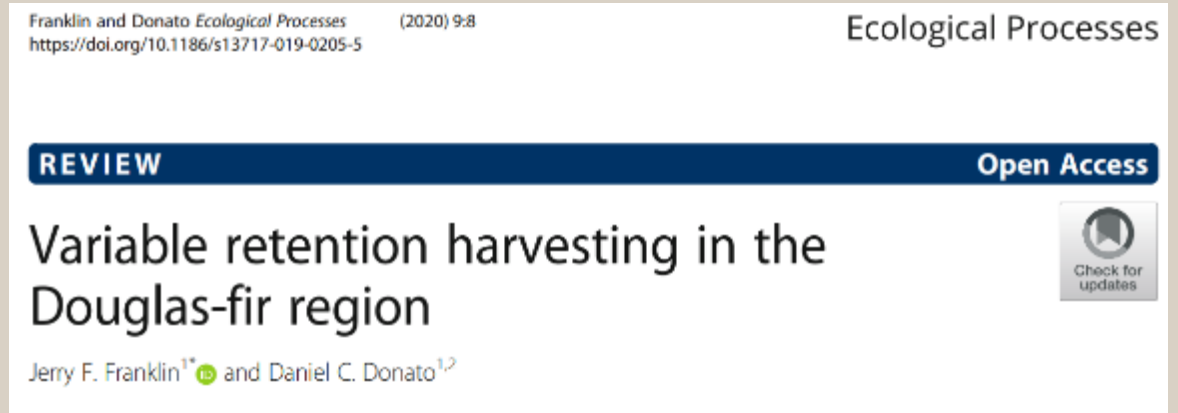 Franklin and Donato Ecological Processes (2020) 9:8
https://doi.org/10.1186/s13717-019-0205-5
Ecological Processes
REVIEW Open Access
Variable retention harvesting in the
Douglas-fir region
Check for
updates
Jerry F. Franklin1* iD and Daniel C. Donato1,2